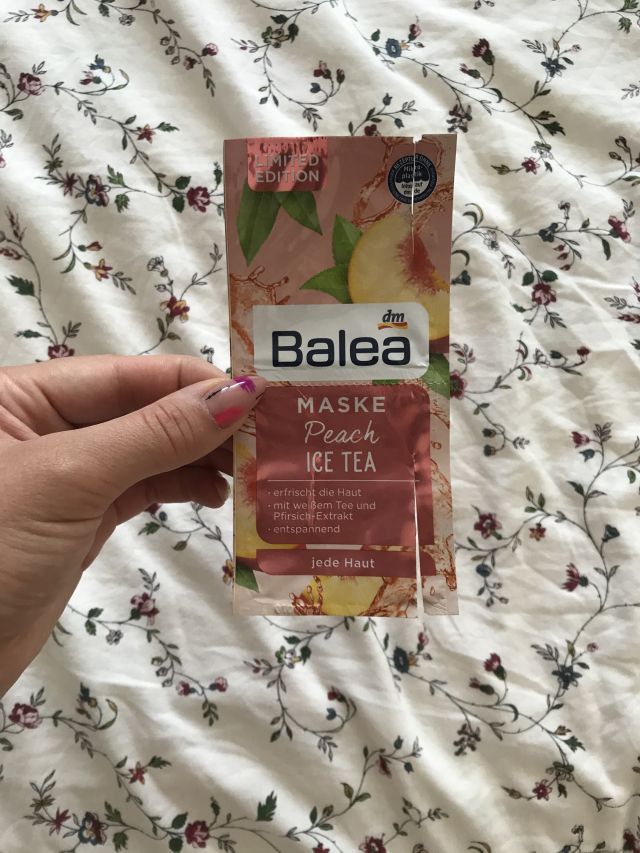 LIMITED
EDITION
dm
Balea
MASKE
Peach
ICE TEA
• erfrischt die Haut
• mit weißem Tee und
Pfirsich-Extrakt
• entspannend
jede Haut